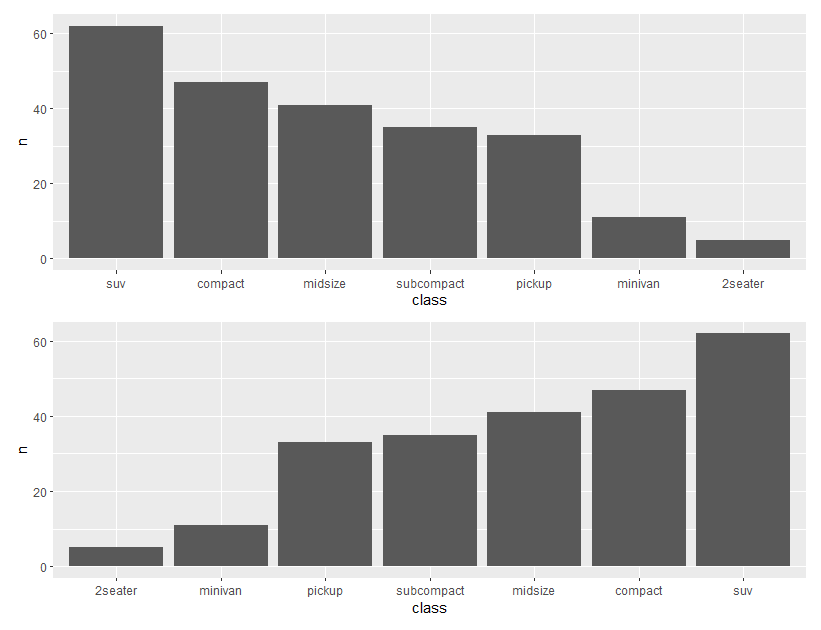 60
40
20
0
n
suv compact midsize subcompact pickup minivan 2seater
class
60
40
20
0
n
2seater minivan pickup subcompact midsize compact suv
class